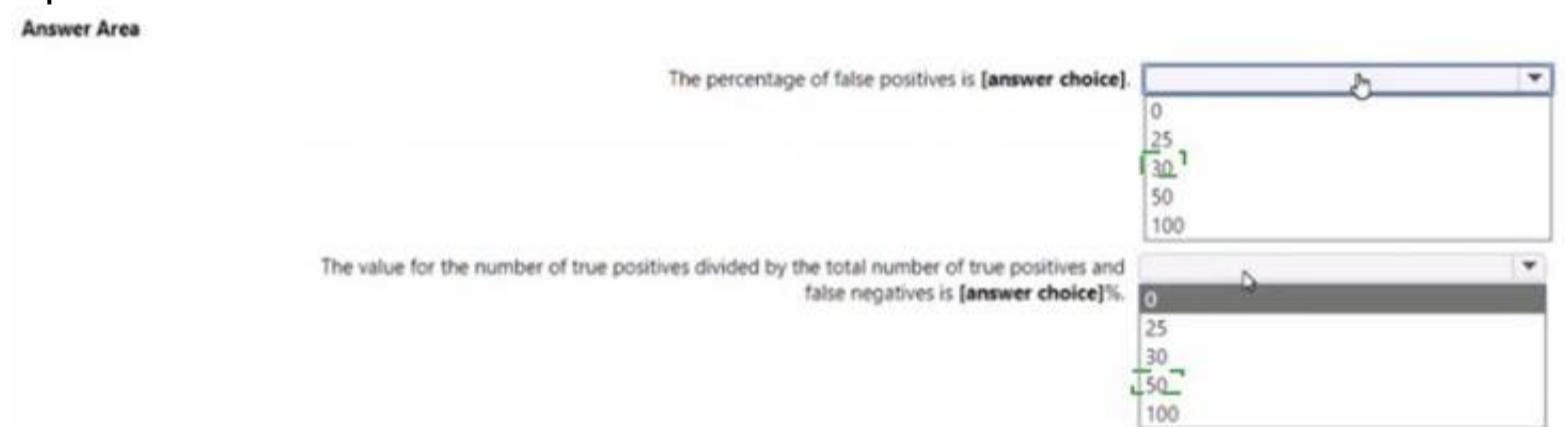 Answer Area
The percentage of false positives is [answer choice].
0
25
30
50
100
The value for the number of true positives divided by the total number of true positives and
false negatives is [answer choice]%.
0
25
30
50
100